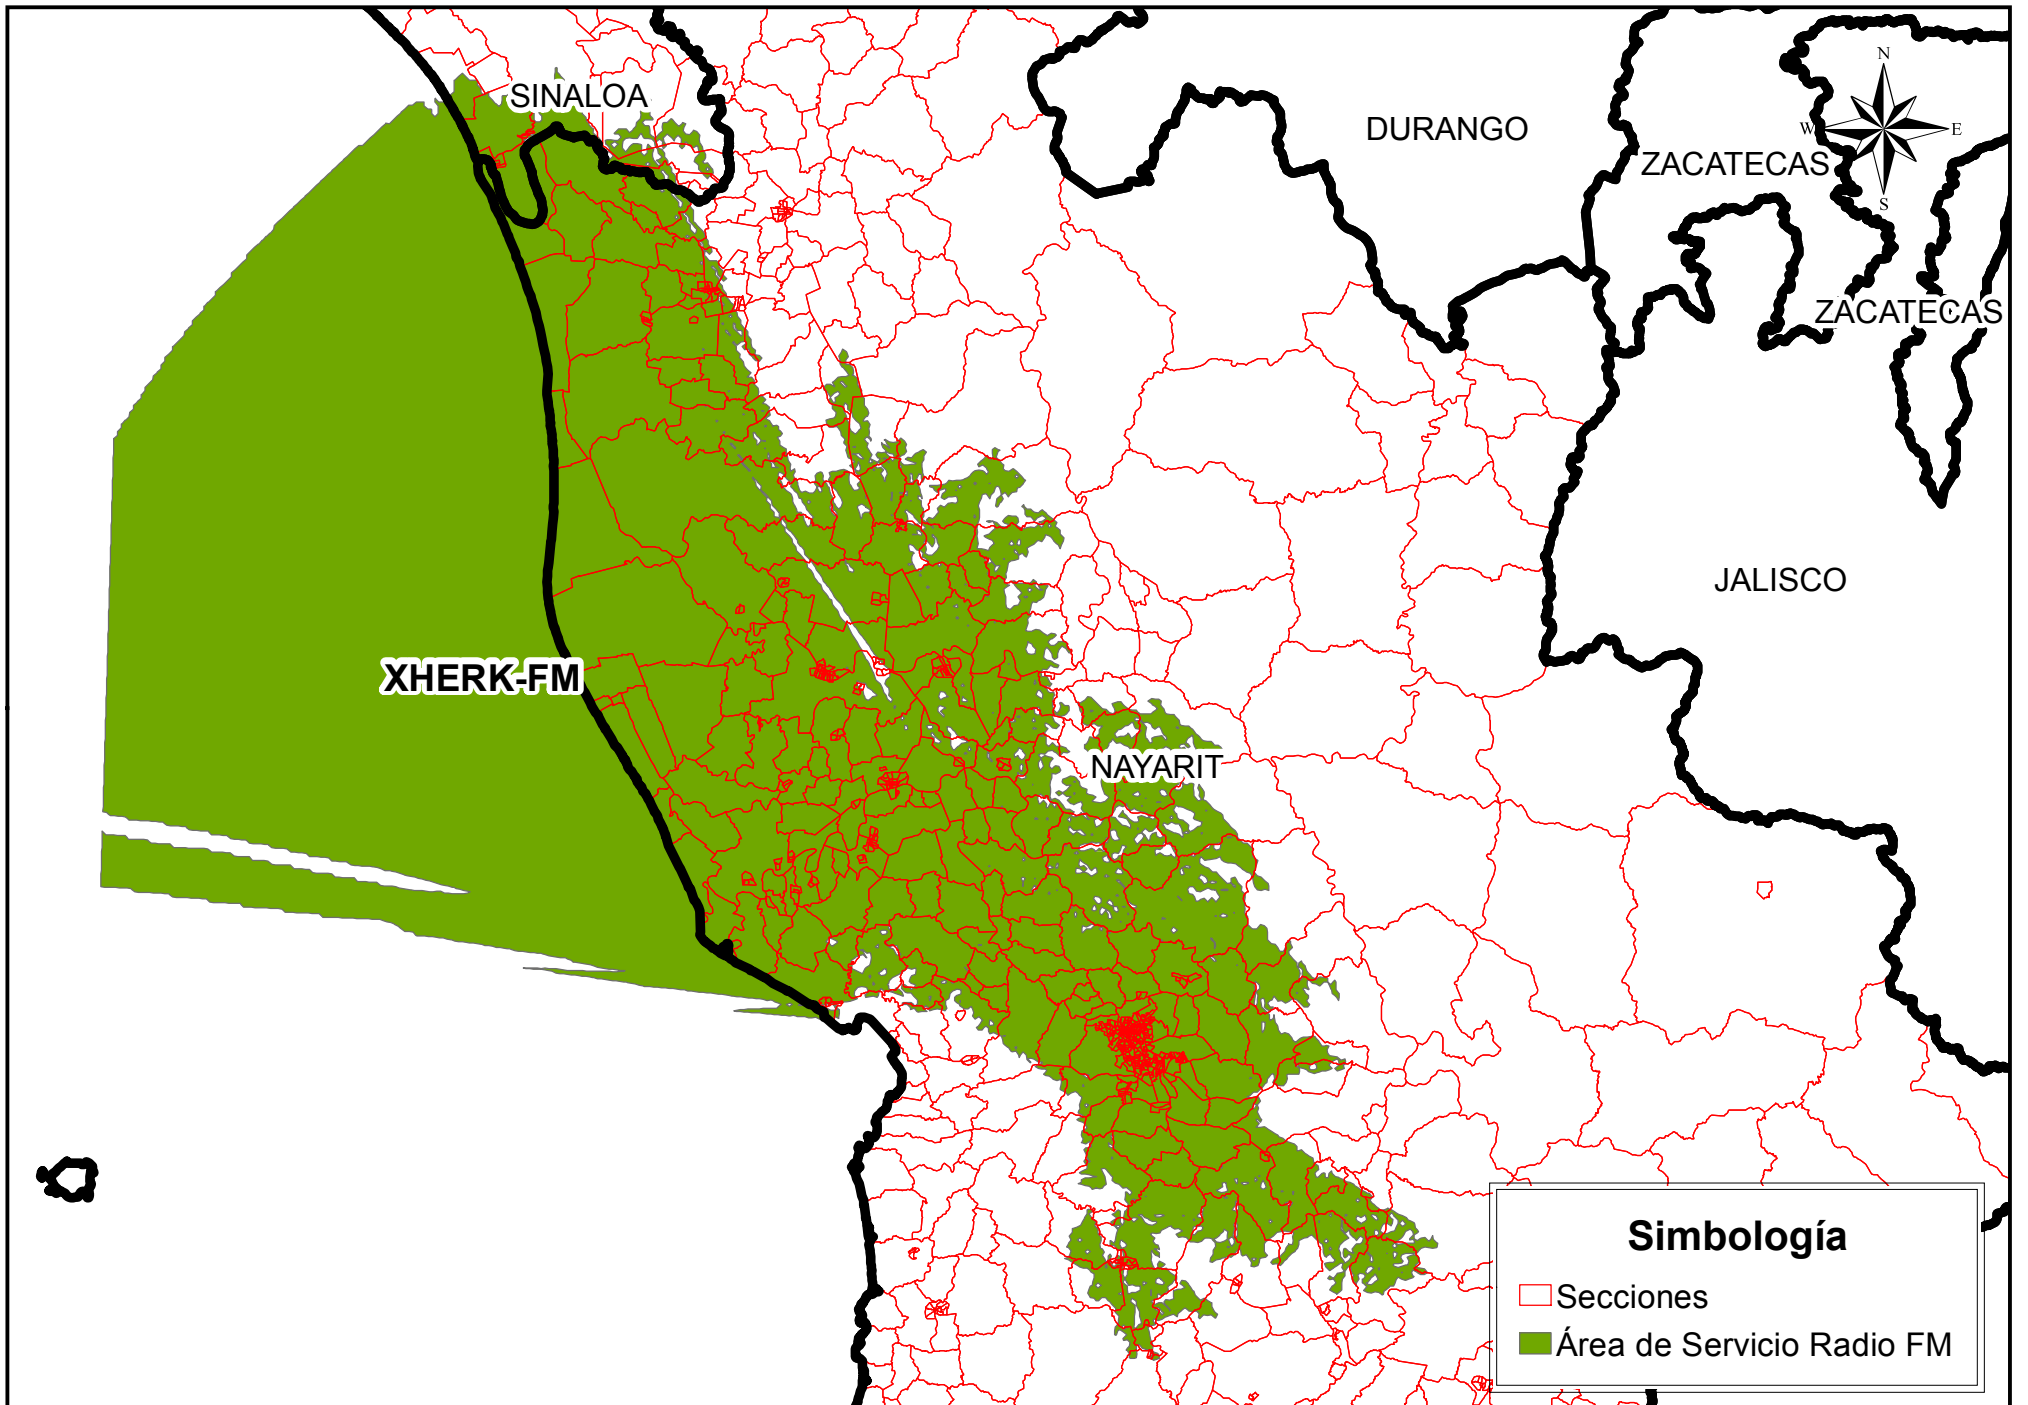 N
W
E
S
SINALOA
DURANGO
ZACATECAS
ZACATECAS
JALISCO
XHERK-FM
NAYARIT
Simbología
Secciones
Área de Servicio Radio FM